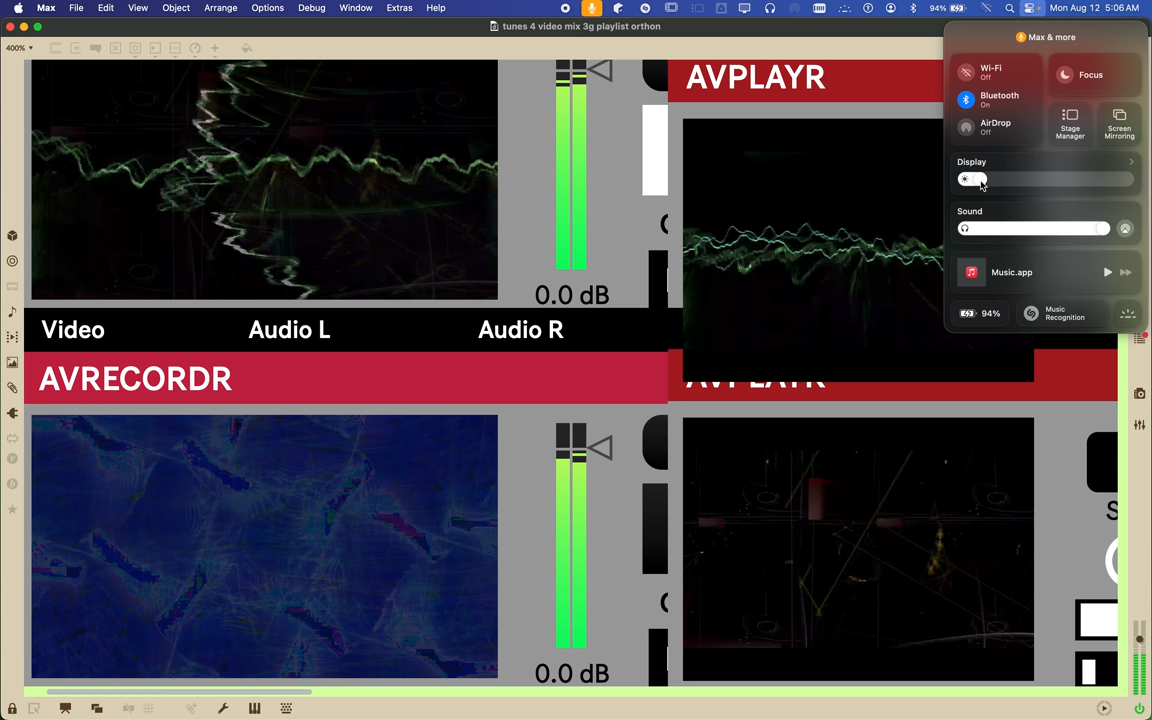 Max File Edit View Object Arrange Options Debug Window Extras Help 94% Mon Aug 12 5:06 AM
tunes 4 video mix 3g playlist orthon
400%
Max & more
Wi-Fi
Off
Bluetooth
On
AirDrop
Off
Focus
Stage
Manager
Screen
Mirroring
Display
Sound
Music.app
94%
Music
Recognition
AVPLAYR
0.0 dB
Video Audio L Audio R
AVRECORDR
0.0 dB